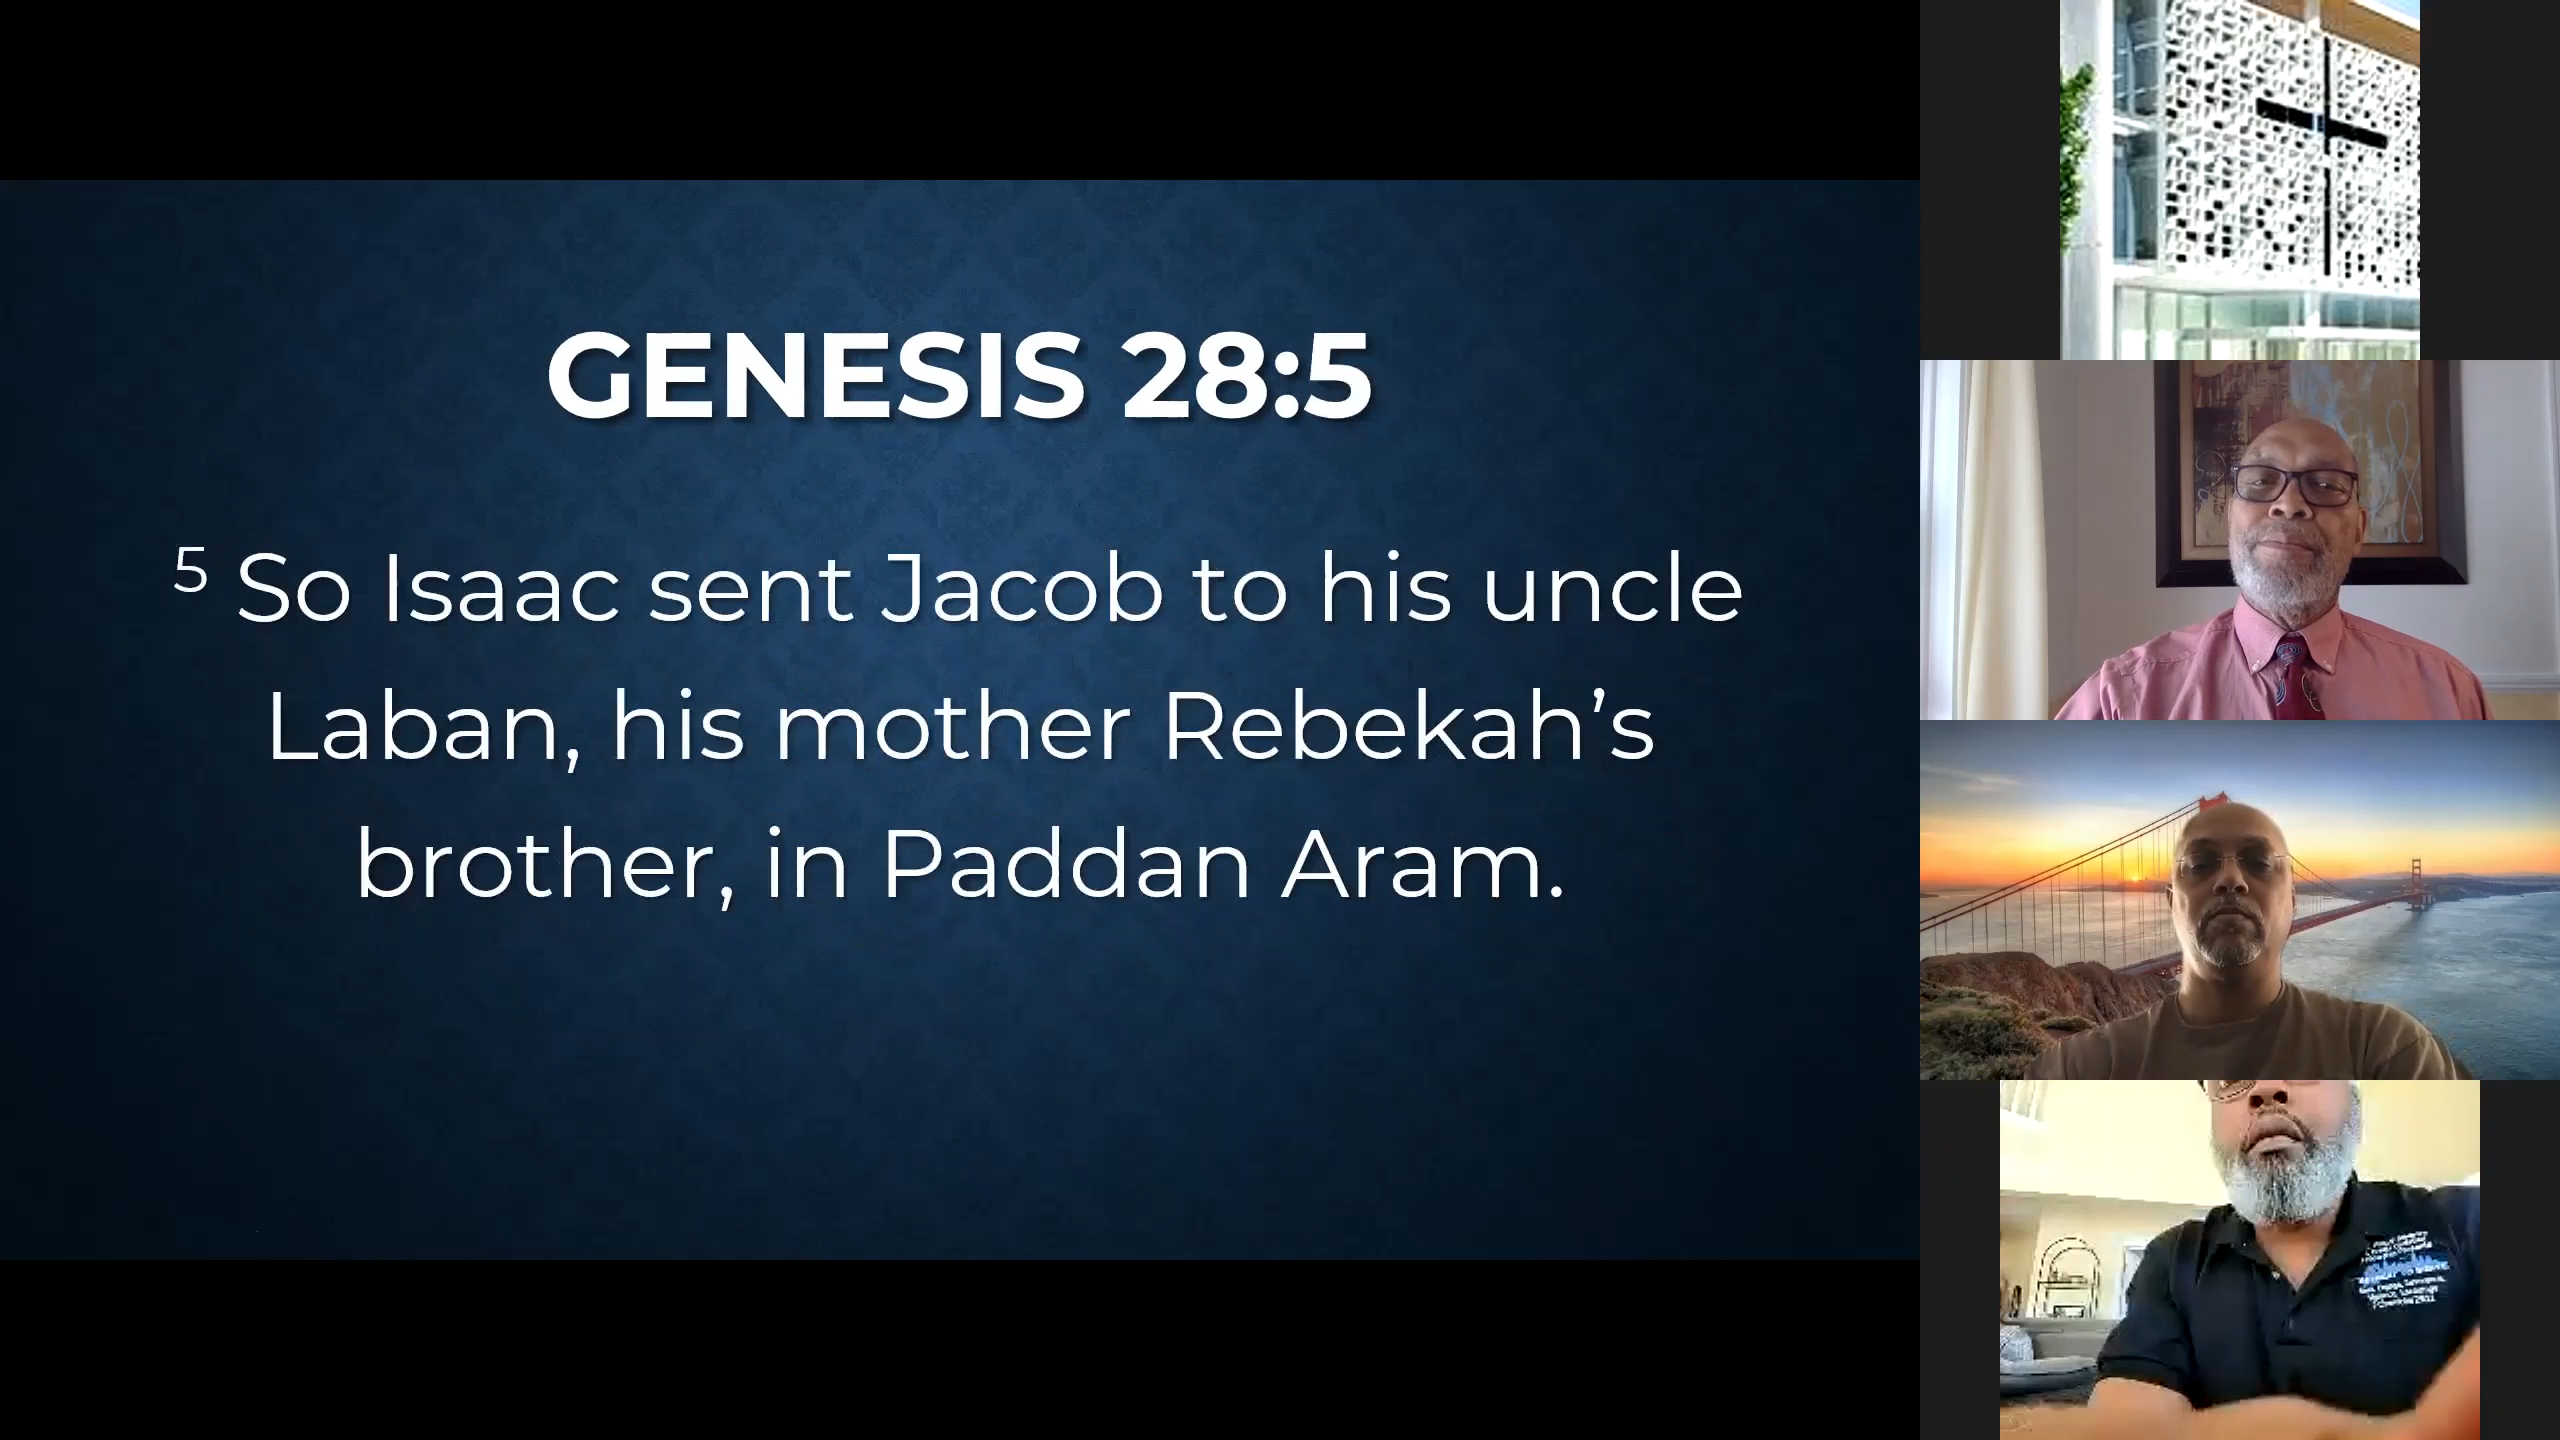 GENESIS 28:5
5 So Isaac sent Jacob to his uncle
Laban, his mother Rebekah’s
brother, in Paddan Aram.